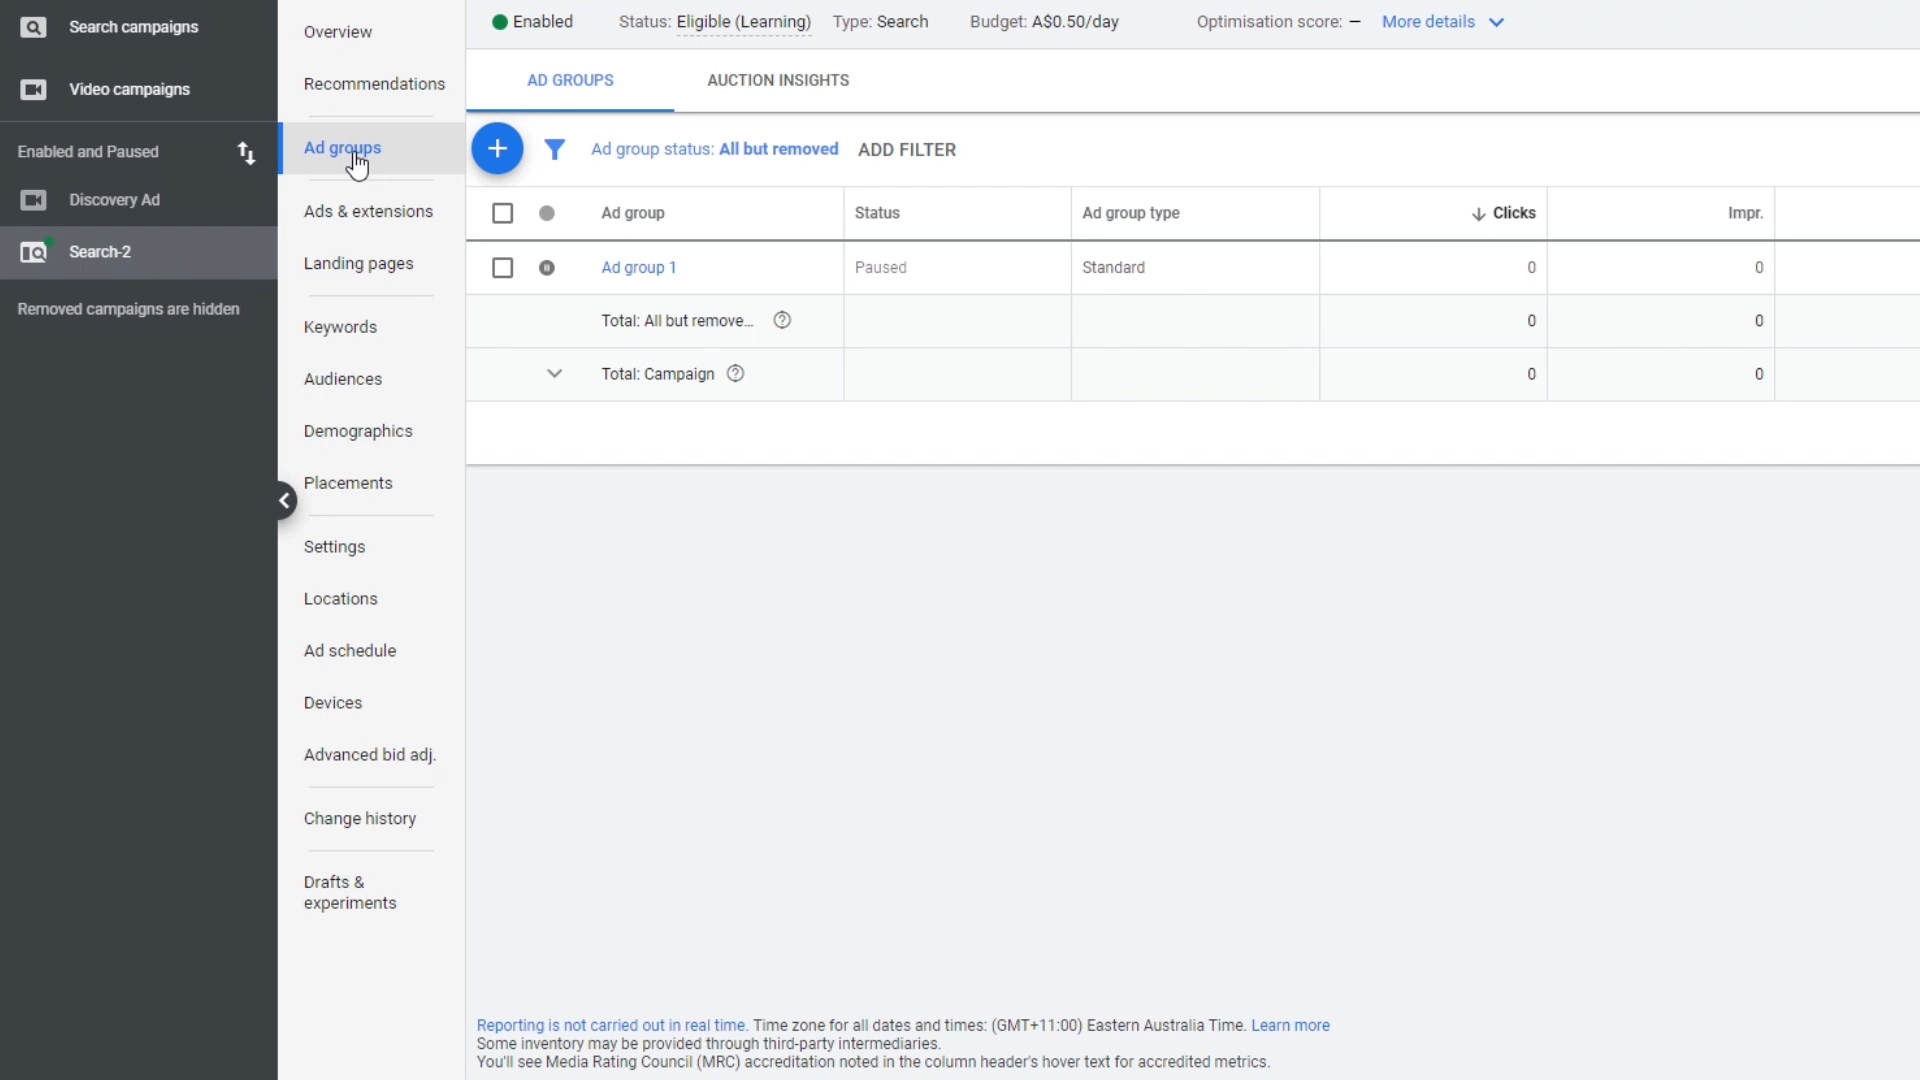 Search campaigns
Video campaigns
Enabled and Paused
Discovery Ad
Search-2
Removed campaigns are hidden
Overview
Recommendations
Ad groups
Ads & extensions
Landing pages
Keywords
Audiences
Demographics
Placements
Settings
Locations
Ad schedule
Devices
Advanced bid adj.
Change history
Drafts &
experiments
Enabled Status: Eligible (Learning) Type: Search Budget: A$0.50/day Optimisation score: – More details
AD GROUPS AUCTION INSIGHTS
Ad group status: All but removed ADD FILTER
Ad group Status Ad group type Clicks Impr.
Ad group 1 Paused Standard 0 0
Total: All but remove... 0 0
Total: Campaign 0 0
Reporting is not carried out in real time. Time zone for all dates and times: (GMT+11:00) Eastern Australia Time. Learn more
Some inventory may be provided through third-party intermediaries.
You'll see Media Rating Council (MRC) accreditation noted in the column header's hover text for accredited metrics.